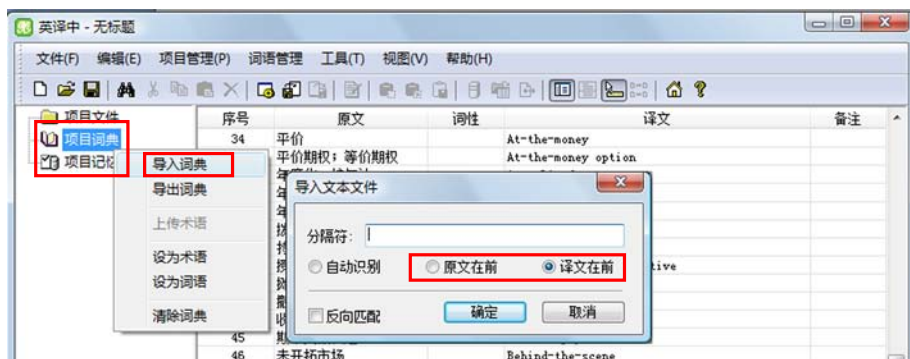 英译中 - 无标题
文件(F) 编辑(E) 项目管理(P) 词语管理 工具(T) 视图(V) 帮助(H)
项目文件
项目词典
项目记忆
序号 原文 词性 译文 备注
34 平价 At-the-money
平价期权；等价期权 At-the-money option
导入词典
导出词典
上传术语
设为术语
设为词语
清除词典
导入文本文件
分隔符:
自动识别 原文在前 译文在前
反向匹配 确定 取消
tive
45
46 未开拓市场 Behind-the-scene